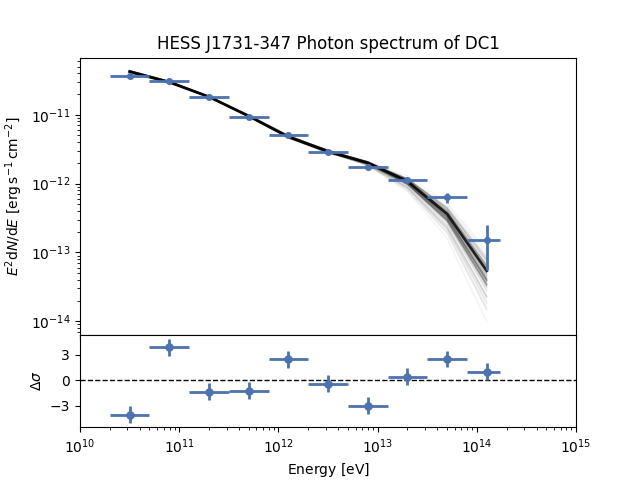 HESS J1731-347 Photon spectrum of DC1
E²dN/dE [erg s⁻¹ cm⁻²]
10⁻¹¹
10⁻¹²
10⁻¹³
10⁻¹⁴
Δσ
3
0
−3
10¹⁰ 10¹¹ 10¹² 10¹³ 10¹⁴ 10¹⁵
Energy [eV]